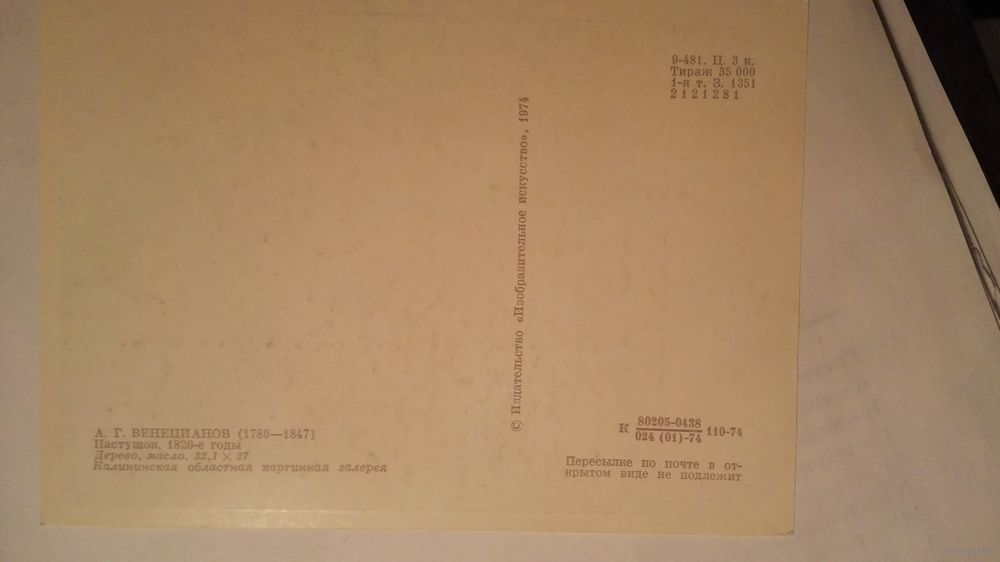 9-481. Ц. 3 к.
Тираж 35 000
1-я т. З. 1351
2121281
© Издательство «Изобразительное искусство», 1974
А. Г. ВЕНЕЦИАНОВ (1780—1847)
Пастушок. 1820-е годы
Дерево, масло. 32,1 × 27
Калининская областная картинная галерея
К 80205-0438 110-74
024 (01)-74
Пересылке по почте в от-
крытом виде не подлежит